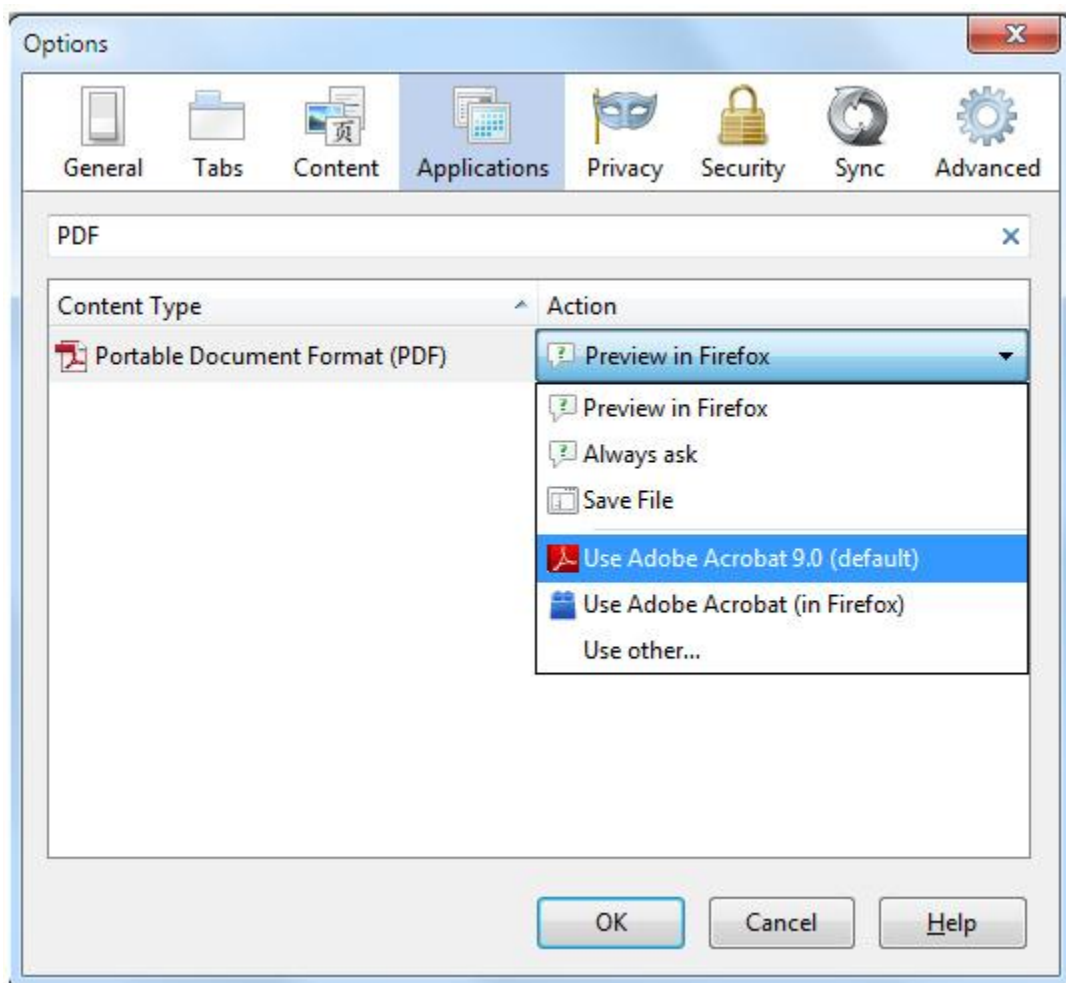 Options
General Tabs Content Applications Privacy Security Sync Advanced
PDF
Content Type Action
Portable Document Format (PDF) Preview in Firefox
Preview in Firefox
Always ask
Save File
Use Adobe Acrobat 9.0 (default)
Use Adobe Acrobat (in Firefox)
Use other...
OK Cancel Help